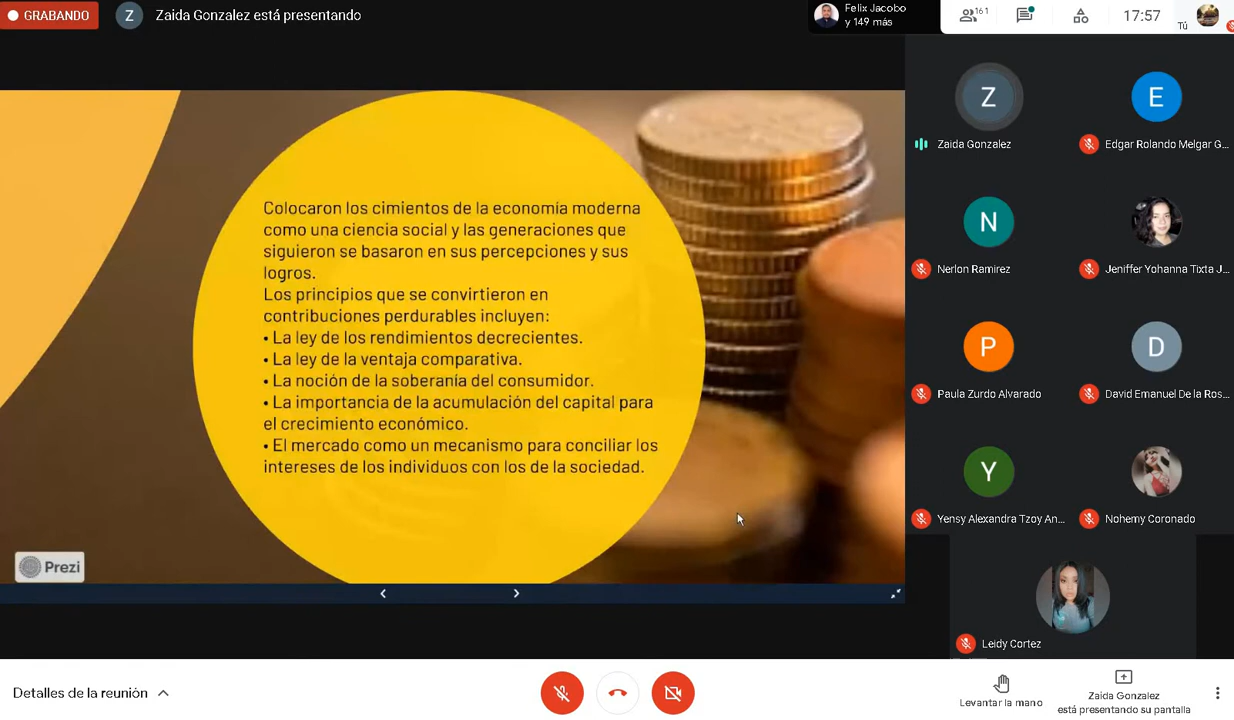 GRABANDO
Z
Zaida Gonzalez está presentando
Felix Jacobo
y 149 más
161
17:57
Tú
Colocaron los cimientos de la economía moderna
como una ciencia social y las generaciones que
siguieron se basaron en sus percepciones y sus
logros.
Los principios que se convirtieron en
contribuciones perdurables incluyen:
• La ley de los rendimientos decrecientes.
• La ley de la ventaja comparativa.
• La noción de la soberanía del consumidor.
• La importancia de la acumulación del capital para
el crecimiento económico.
• El mercado como un mecanismo para conciliar los
intereses de los individuos con los de la sociedad.
Prezi
Z
Zaida Gonzalez
E
Edgar Rolando Melgar G...
N
Nerlon Ramirez
Jeniffer Yohanna Tixta J...
P
Paula Zurdo Alvarado
D
David Emanuel De la Ros...
Y
Yensy Alexandra Tzoy An...
Nohemy Coronado
Leidy Cortez
Detalles de la reunión
Levantar la mano
Zaida Gonzalez
está presentando su pantalla